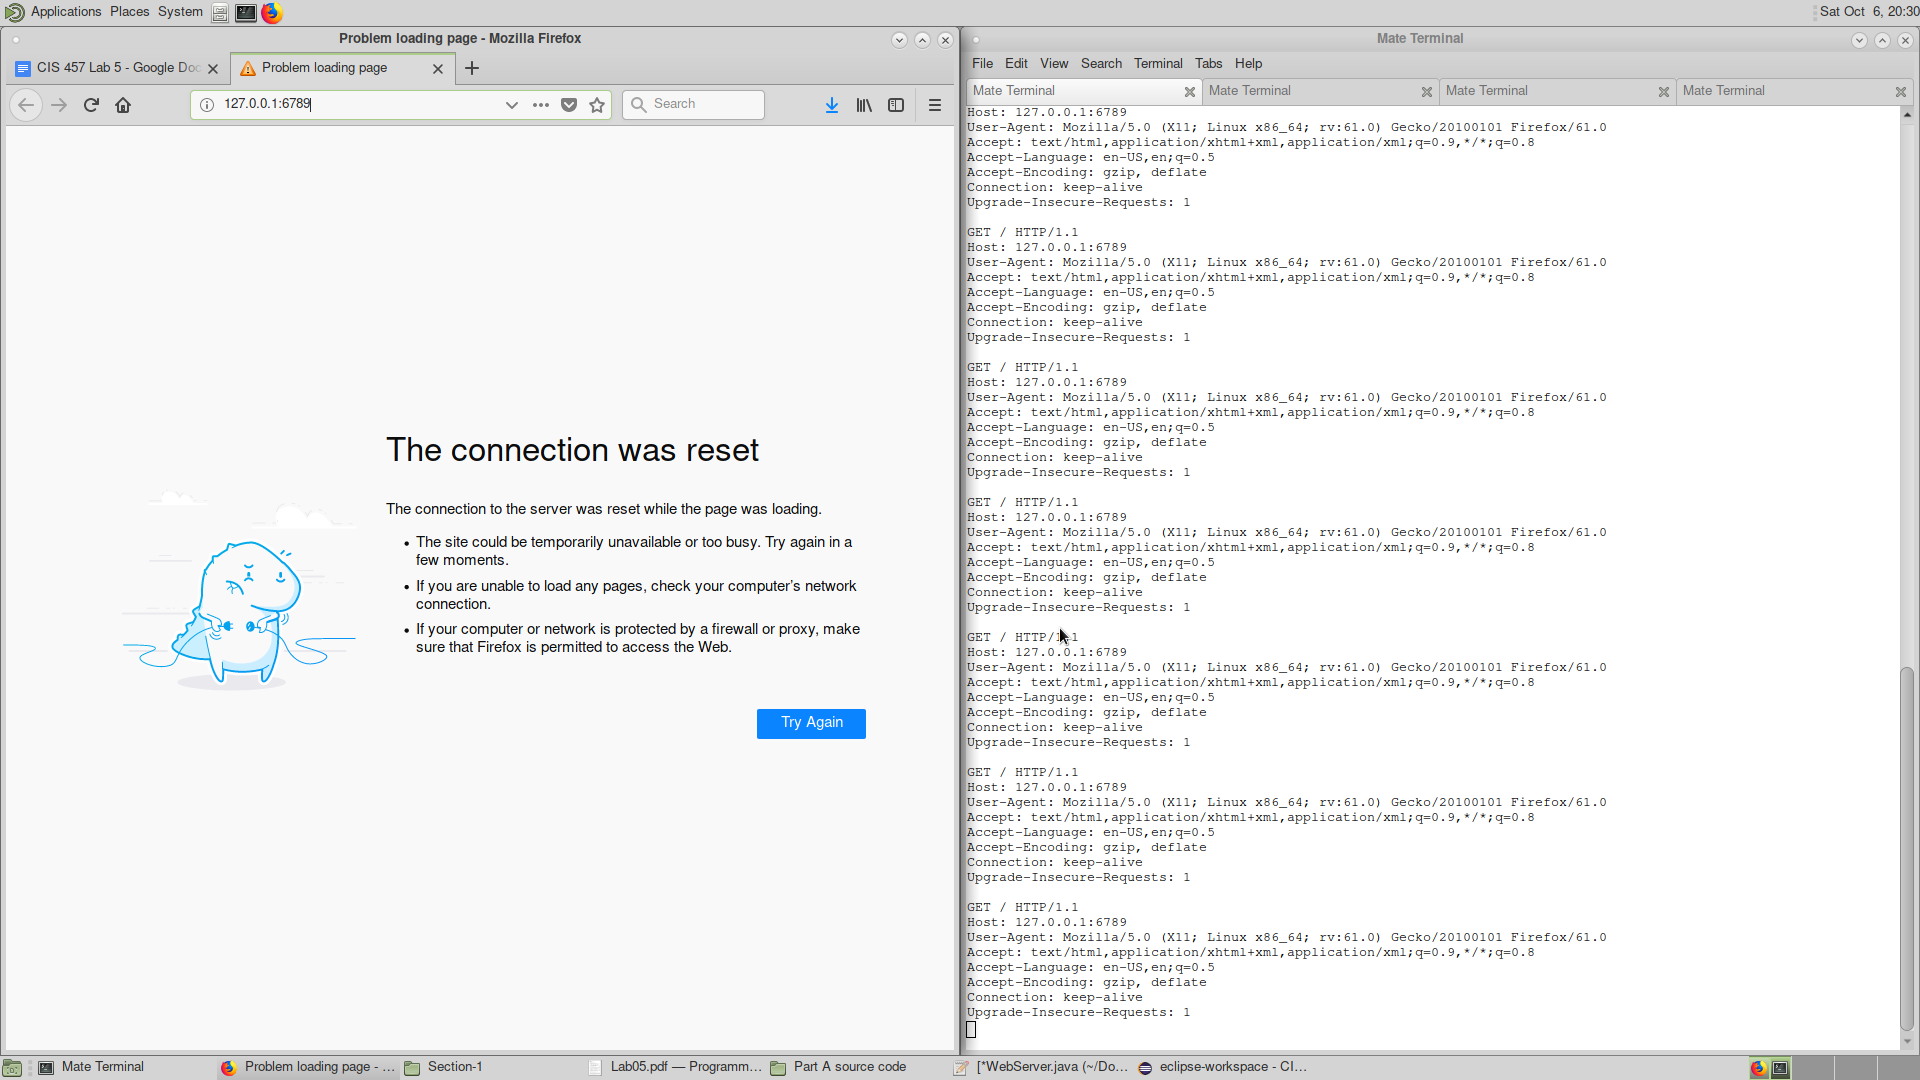 Applications Places System
Sat Oct 6, 20:30
Problem loading page - Mozilla Firefox
CIS 457 Lab 5 - Google Doc
Problem loading page
127.0.0.1:6789
Search
The connection was reset
The connection to the server was reset while the page was loading.
The site could be temporarily unavailable or too busy. Try again in a
few moments.
If you are unable to load any pages, check your computer's network
connection.
If your computer or network is protected by a firewall or proxy, make
sure that Firefox is permitted to access the Web.
Try Again
Mate Terminal
File Edit View Search Terminal Tabs Help
Mate Terminal Mate Terminal Mate Terminal Mate Terminal
Host: 127.0.0.1:6789
User-Agent: Mozilla/5.0 (X11; Linux x86_64; rv:61.0) Gecko/20100101 Firefox/61.0
Accept: text/html,application/xhtml+xml,application/xml;q=0.9,*/*;q=0.8
Accept-Language: en-US,en;q=0.5
Accept-Encoding: gzip, deflate
Connection: keep-alive
Upgrade-Insecure-Requests: 1
GET / HTTP/1.1
Host: 127.0.0.1:6789
User-Agent: Mozilla/5.0 (X11; Linux x86_64; rv:61.0) Gecko/20100101 Firefox/61.0
Accept: text/html,application/xhtml+xml,application/xml;q=0.9,*/*;q=0.8
Accept-Language: en-US,en;q=0.5
Accept-Encoding: gzip, deflate
Connection: keep-alive
Upgrade-Insecure-Requests: 1
GET / HTTP/1.1
Host: 127.0.0.1:6789
User-Agent: Mozilla/5.0 (X11; Linux x86_64; rv:61.0) Gecko/20100101 Firefox/61.0
Accept: text/html,application/xhtml+xml,application/xml;q=0.9,*/*;q=0.8
Accept-Language: en-US,en;q=0.5
Accept-Encoding: gzip, deflate
Connection: keep-alive
Upgrade-Insecure-Requests: 1
GET / HTTP/1.1
Host: 127.0.0.1:6789
User-Agent: Mozilla/5.0 (X11; Linux x86_64; rv:61.0) Gecko/20100101 Firefox/61.0
Accept: text/html,application/xhtml+xml,application/xml;q=0.9,*/*;q=0.8
Accept-Language: en-US,en;q=0.5
Accept-Encoding: gzip, deflate
Connection: keep-alive
Upgrade-Insecure-Requests: 1
GET / HTTP/1.1
Host: 127.0.0.1:6789
User-Agent: Mozilla/5.0 (X11; Linux x86_64; rv:61.0) Gecko/20100101 Firefox/61.0
Accept: text/html,application/xhtml+xml,application/xml;q=0.9,*/*;q=0.8
Accept-Language: en-US,en;q=0.5
Accept-Encoding: gzip, deflate
Connection: keep-alive
Upgrade-Insecure-Requests: 1
GET / HTTP/1.1
Host: 127.0.0.1:6789
User-Agent: Mozilla/5.0 (X11; Linux x86_64; rv:61.0) Gecko/20100101 Firefox/61.0
Accept: text/html,application/xhtml+xml,application/xml;q=0.9,*/*;q=0.8
Accept-Language: en-US,en;q=0.5
Accept-Encoding: gzip, deflate
Connection: keep-alive
Upgrade-Insecure-Requests: 1
GET / HTTP/1.1
Host: 127.0.0.1:6789
User-Agent: Mozilla/5.0 (X11; Linux x86_64; rv:61.0) Gecko/20100101 Firefox/61.0
Accept: text/html,application/xhtml+xml,application/xml;q=0.9,*/*;q=0.8
Accept-Language: en-US,en;q=0.5
Accept-Encoding: gzip, deflate
Connection: keep-alive
Upgrade-Insecure-Requests: 1
Mate Terminal Problem loading page - ... Section-1 Lab05.pdf — Programm... Part A source code [*WebServer.java (~/Do... eclipse-workspace - CI...